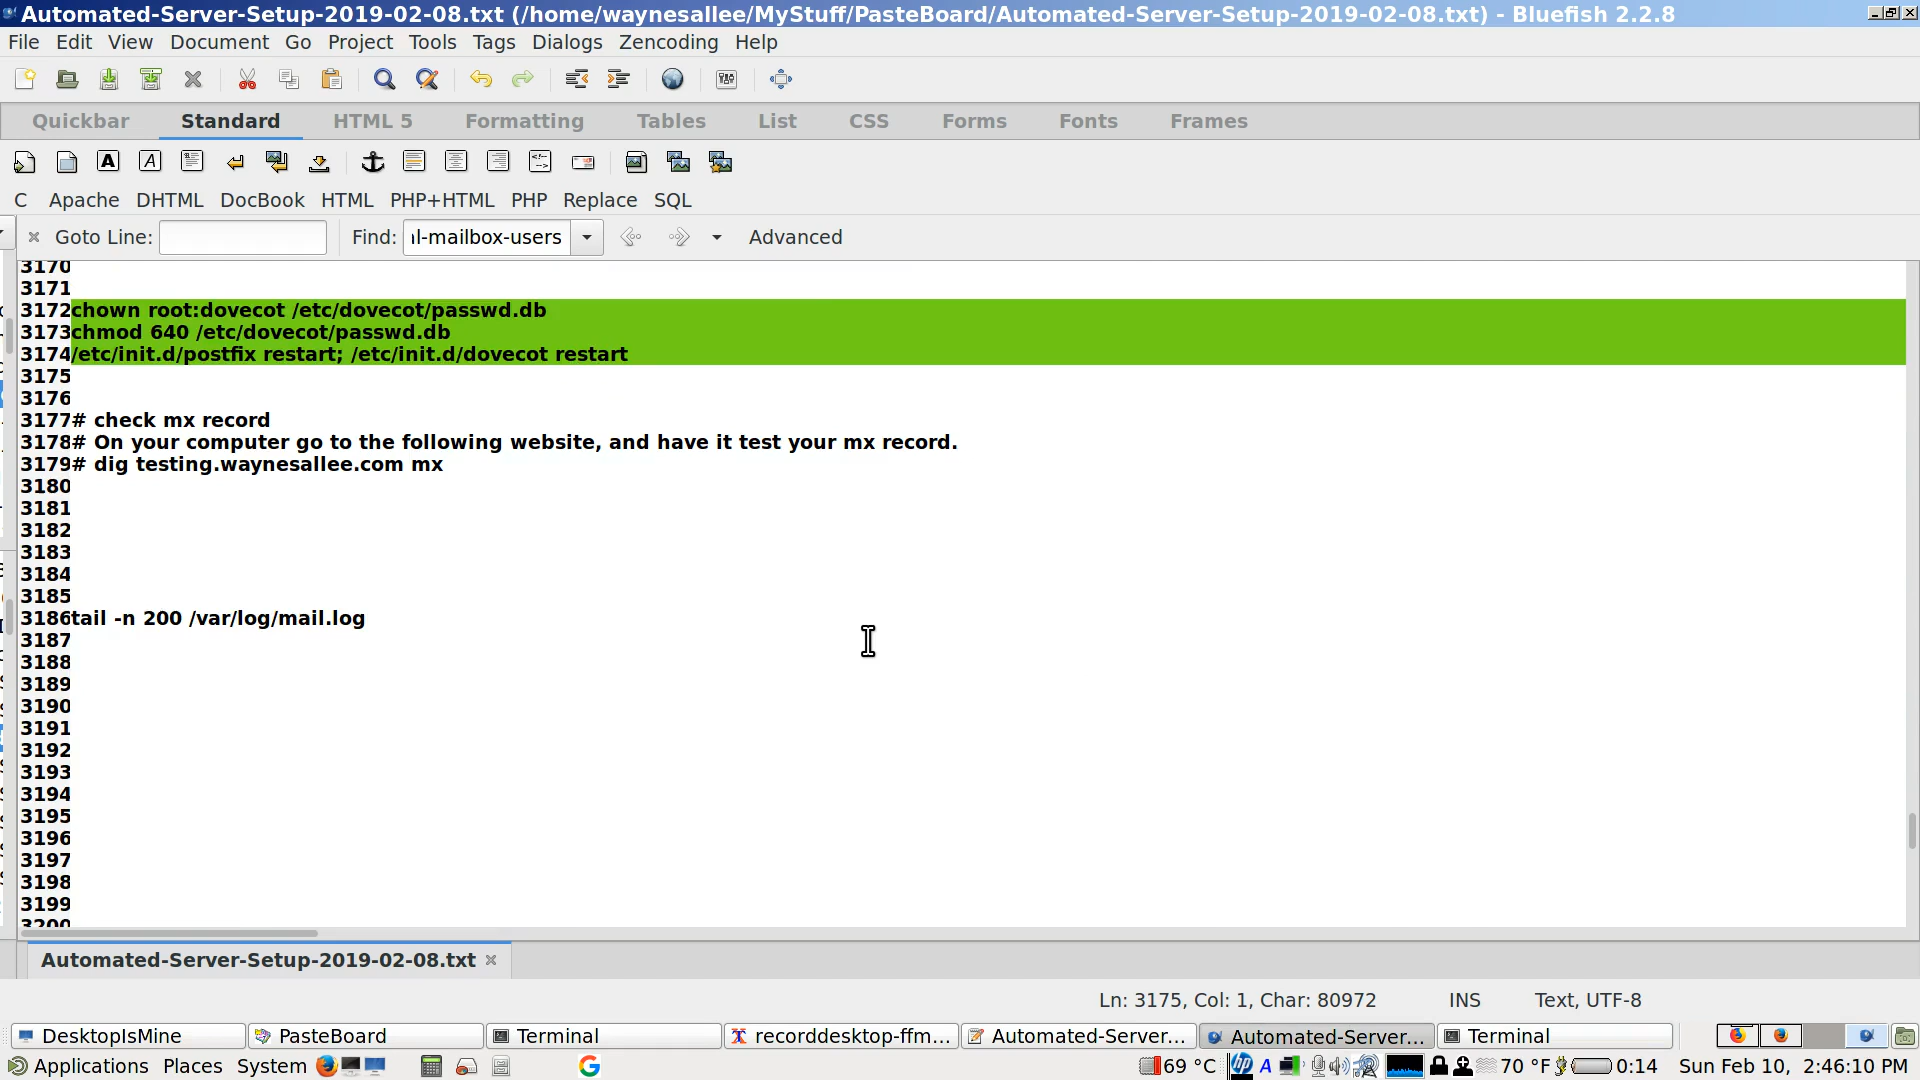 Automated-Server-Setup-2019-02-08.txt (/home/waynesallee/MyStuff/PasteBoard/Automated-Server-Setup-2019-02-08.txt) - Bluefish 2.2.8
File Edit View Document Go Project Tools Tags Dialogs Zencoding Help
Quickbar Standard HTML 5 Formatting Tables List CSS Forms Fonts Frames
C Apache DHTML DocBook HTML PHP+HTML PHP Replace SQL
Goto Line: Find: l-mailbox-users Advanced
3170
3171
3172 chown root:dovecot /etc/dovecot/passwd.db
3173 chmod 640 /etc/dovecot/passwd.db
3174 /etc/init.d/postfix restart; /etc/init.d/dovecot restart
3175
3176
3177 # check mx record
3178 # On your computer go to the following website, and have it test your mx record.
3179 # dig testing.waynesallee.com mx
3180
3181
3182
3183
3184
3185
3186 tail -n 200 /var/log/mail.log
3187
3188
3189
3190
3191
3192
3193
3194
3195
3196
3197
3198
3199
3200
Automated-Server-Setup-2019-02-08.txt
Ln: 3175, Col: 1, Char: 80972 INS Text, UTF-8
DesktopIsMine PasteBoard Terminal recorddesktop-ffm... Automated-Server... Automated-Server... Terminal
Applications Places System 69 °C 70 °F 0:14 Sun Feb 10, 2:46:10 PM